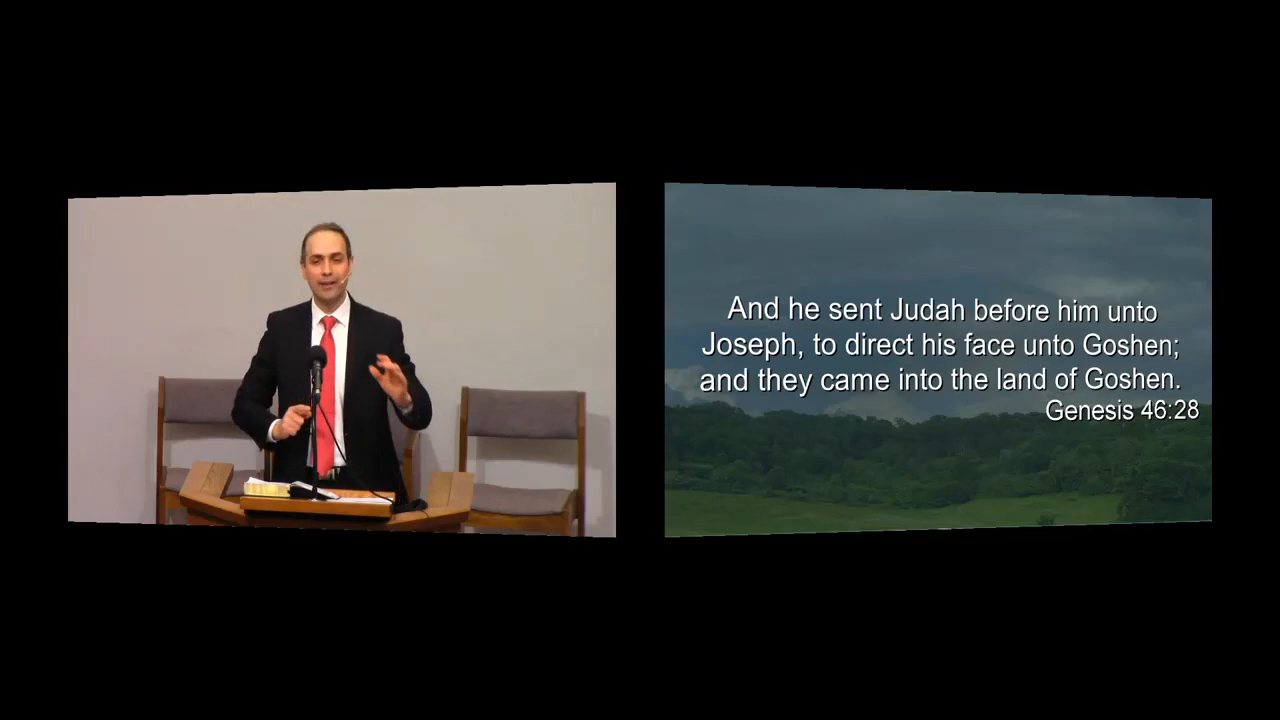 And he sent Judah before him unto
Joseph, to direct his face unto Goshen;
and they came into the land of Goshen.
Genesis 46:28